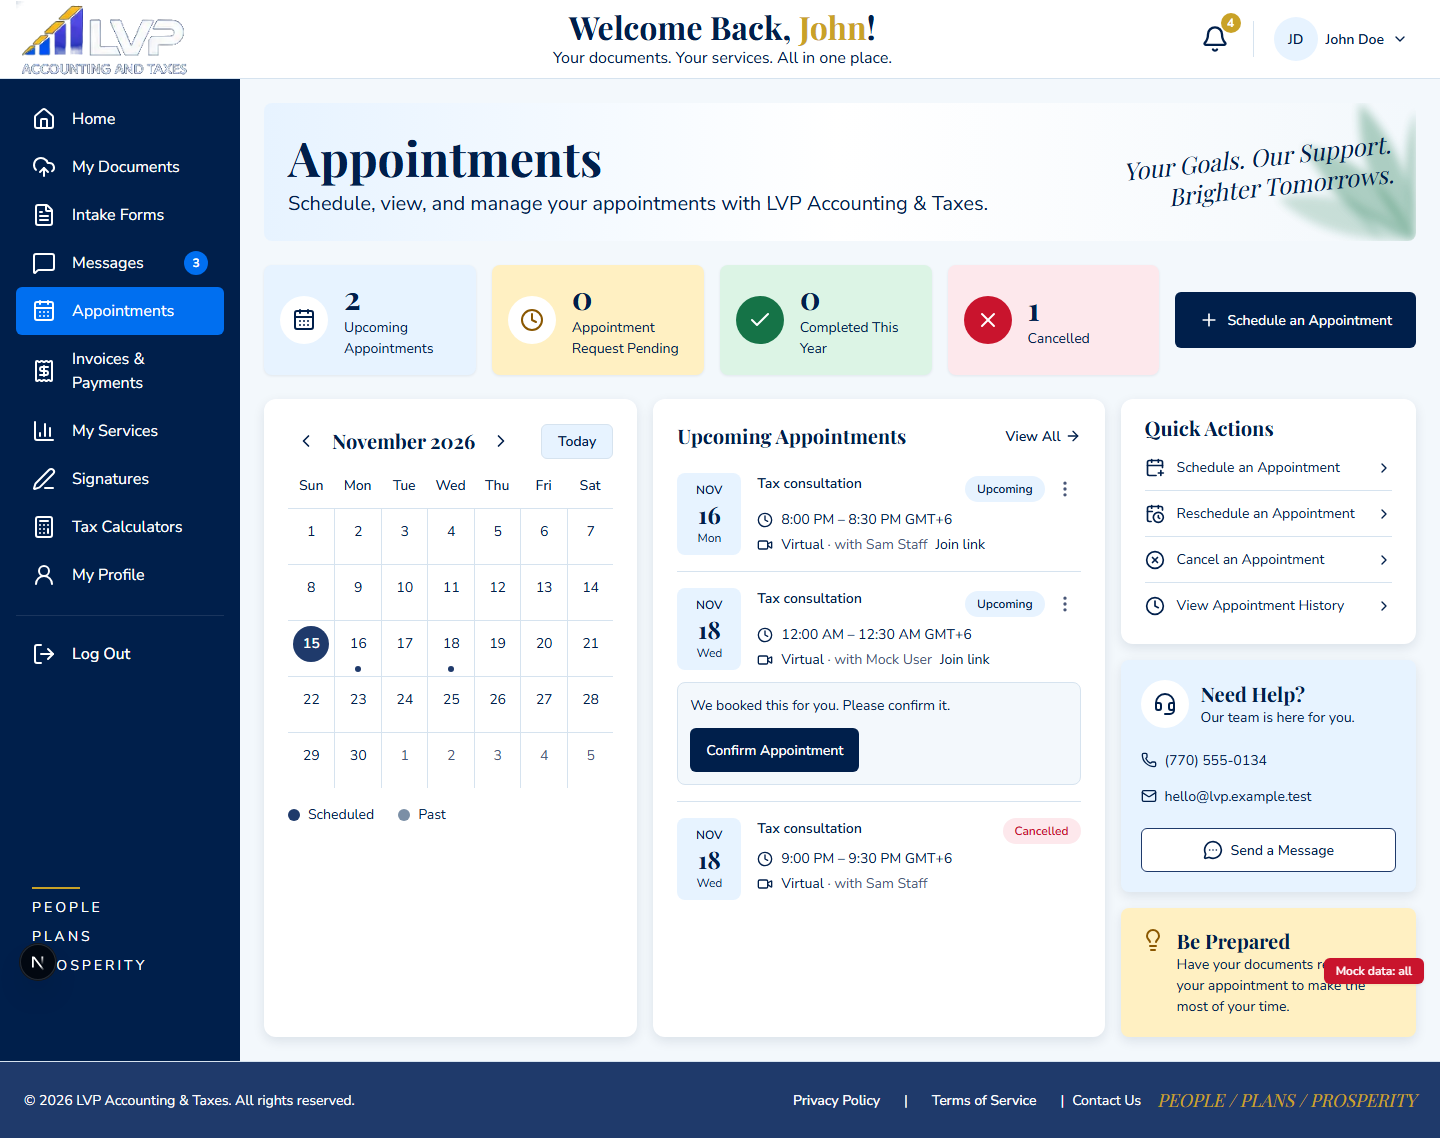 LVP
ACCOUNTING AND TAXES
Welcome Back, John!
Your documents. Your services. All in one place.
4
JD
John Doe
Home
My Documents
Intake Forms
Messages
3
Appointments
Invoices &
Payments
My Services
Signatures
Tax Calculators
My Profile
Log Out
PEOPLE
PLANS
OSPERITY
N
Appointments
Schedule, view, and manage your appointments with LVP Accounting & Taxes.
Your Goals. Our Support.
Brighter Tomorrows.
2
Upcoming
Appointments
0
Appointment
Request Pending
0
Completed This
Year
1
Cancelled
Schedule an Appointment
November 2026
Today
Sun Mon Tue Wed Thu Fri Sat
1 2 3 4 5 6 7
8 9 10 11 12 13 14
15 16 17 18 19 20 21
22 23 24 25 26 27 28
29 30 1 2 3 4 5
Scheduled
Past
Upcoming Appointments
View All
NOV
16
Mon
Tax consultation
Upcoming
8:00 PM – 8:30 PM GMT+6
Virtual · with Sam Staff Join link
NOV
18
Wed
Tax consultation
Upcoming
12:00 AM – 12:30 AM GMT+6
Virtual · with Mock User Join link
We booked this for you. Please confirm it.
Confirm Appointment
NOV
18
Wed
Tax consultation
Cancelled
9:00 PM – 9:30 PM GMT+6
Virtual · with Sam Staff
Quick Actions
Schedule an Appointment
Reschedule an Appointment
Cancel an Appointment
View Appointment History
Need Help?
Our team is here for you.
(770) 555-0134
hello@lvp.example.test
Send a Message
Be Prepared
Have your documents
your appointment to make the
most of your time.
Mock data: all
© 2026 LVP Accounting & Taxes. All rights reserved.
Privacy Policy | Terms of Service | Contact Us
PEOPLE / PLANS / PROSPERITY